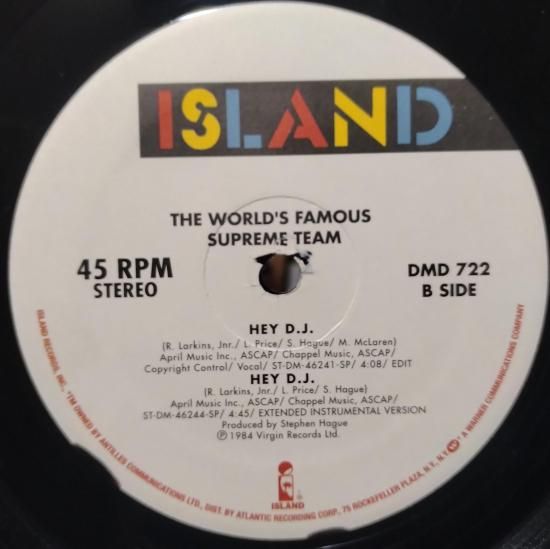 ISLAND
THE WORLD'S FAMOUS
SUPREME TEAM
45 RPM
STEREO
DMD 722
B SIDE
HEY D.J.
(R. Larkins, Jnr./ L. Price/ S. Hague/ M. McLaren)
April Music Inc., ASCAP/ Chappel Music, ASCAP/
Copyright Control/ Vocal/ ST-DM-46241-SP/ 4:08/ EDIT
HEY D.J.
(R. Larkins, Jnr./ L. Price/ S. Hague)
April Music Inc., ASCAP/ Chappel Music, ASCAP/
ST-DM-46244-SP/ 4:45/ EXTENDED INSTRUMENTAL VERSION
Produced by Stephen Hague
Ⓟ 1984 Virgin Records Ltd.
ISLAND
ISLAND RECORDS, INC. *TM OWNED BY ANTILLES COMMUNICATIONS LTD., DIST. BY ATLANTIC RECORDING CORP., 75 ROCKEFELLER PLAZA, N.Y., N.Y. A WARNER COMMUNICATIONS COMPANY